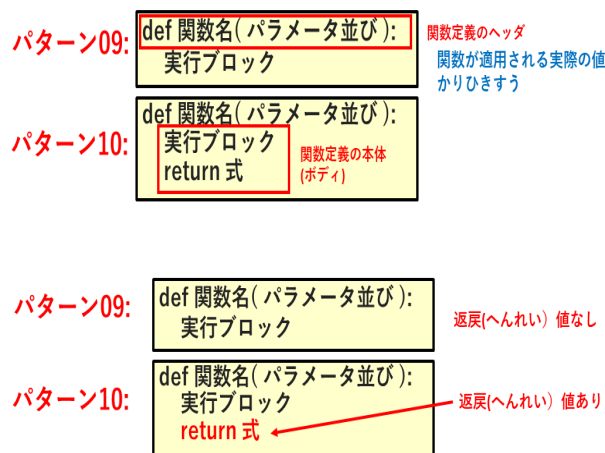 パターン09:
def 関数名( パラメータ並び ):
実行ブロック
関数定義のヘッダ
関数が適用される実際の値
かりひきすう
パターン10:
def 関数名( パラメータ並び ):
実行ブロック
return 式
関数定義の本体
(ボディ)
パターン09:
def 関数名( パラメータ並び ):
実行ブロック
返戻(へんれい）値なし
パターン10:
def 関数名( パラメータ並び ):
実行ブロック
return 式
返戻(へんれい）値あり